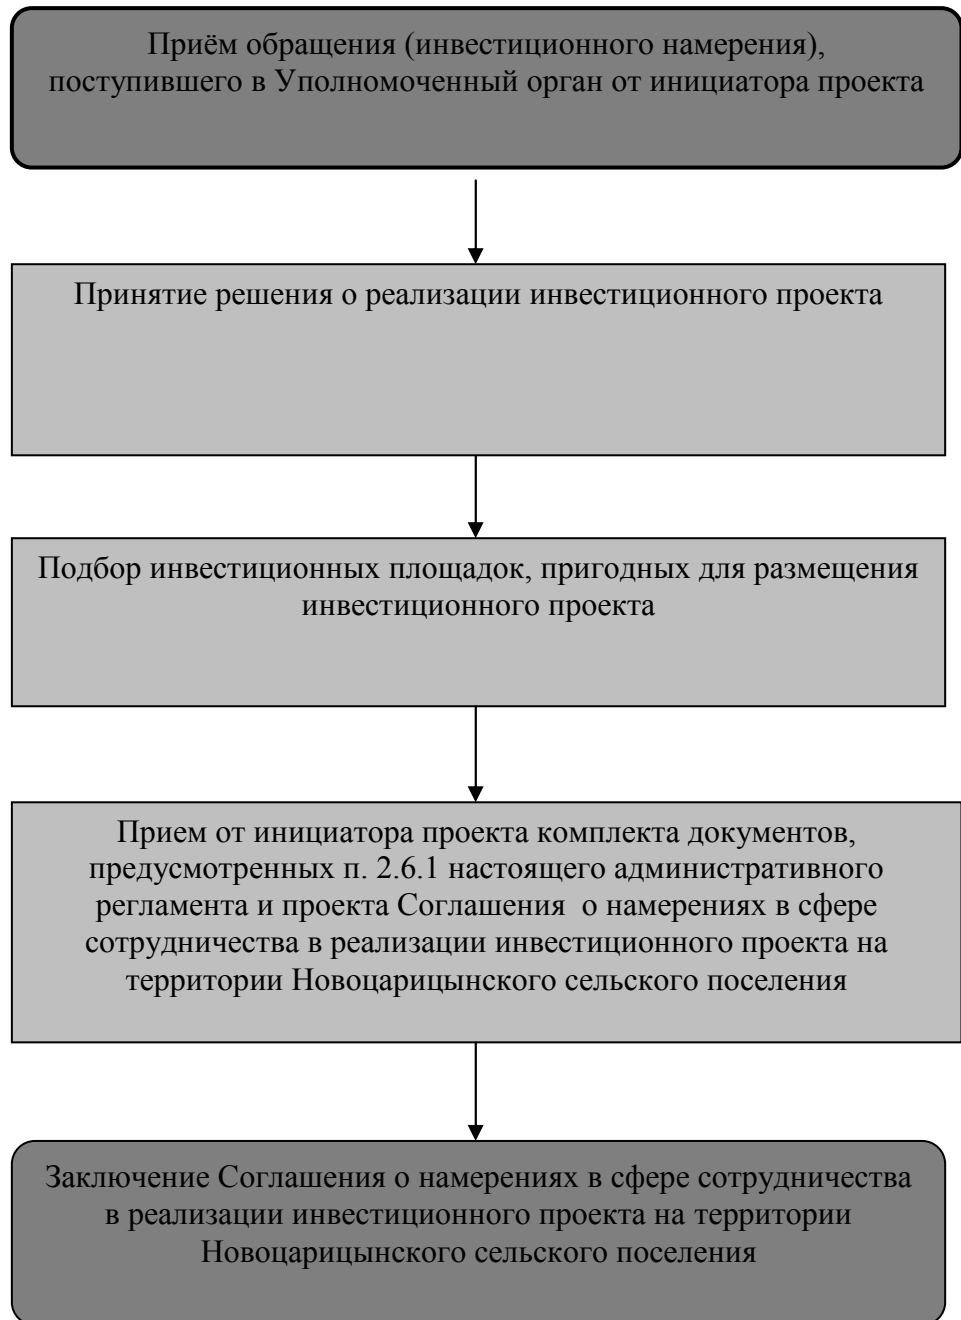 Приём обращения (инвестиционного намерения),
поступившего в Уполномоченный орган от инициатора проекта
Принятие решения о реализации инвестиционного проекта
Подбор инвестиционных площадок, пригодных для размещения
инвестиционного проекта
Прием от инициатора проекта комплекта документов,
предусмотренных п. 2.6.1 настоящего административного
регламента и проекта Соглашения  о намерениях в сфере
сотрудничества в реализации инвестиционного проекта на
территории Новоцарицынского сельского поселения
Заключение Соглашения о намерениях в сфере сотрудничества
в реализации инвестиционного проекта на территории
Новоцарицынского сельского поселения